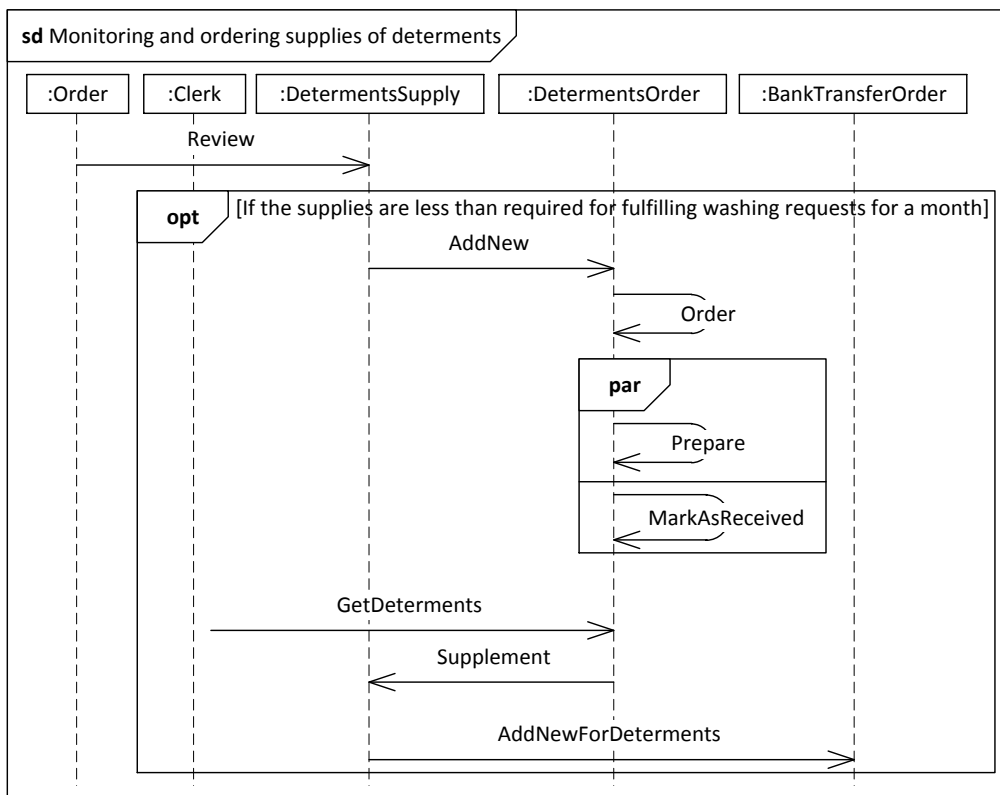 sd Monitoring and ordering supplies of determents
:Order :Clerk :DetermentsSupply :DetermentsOrder :BankTransferOrder
Review
opt [If the supplies are less than required for fulfilling washing requests for a month]
AddNew
Order
par
Prepare
MarkAsReceived
GetDeterments
Supplement
AddNewForDeterments